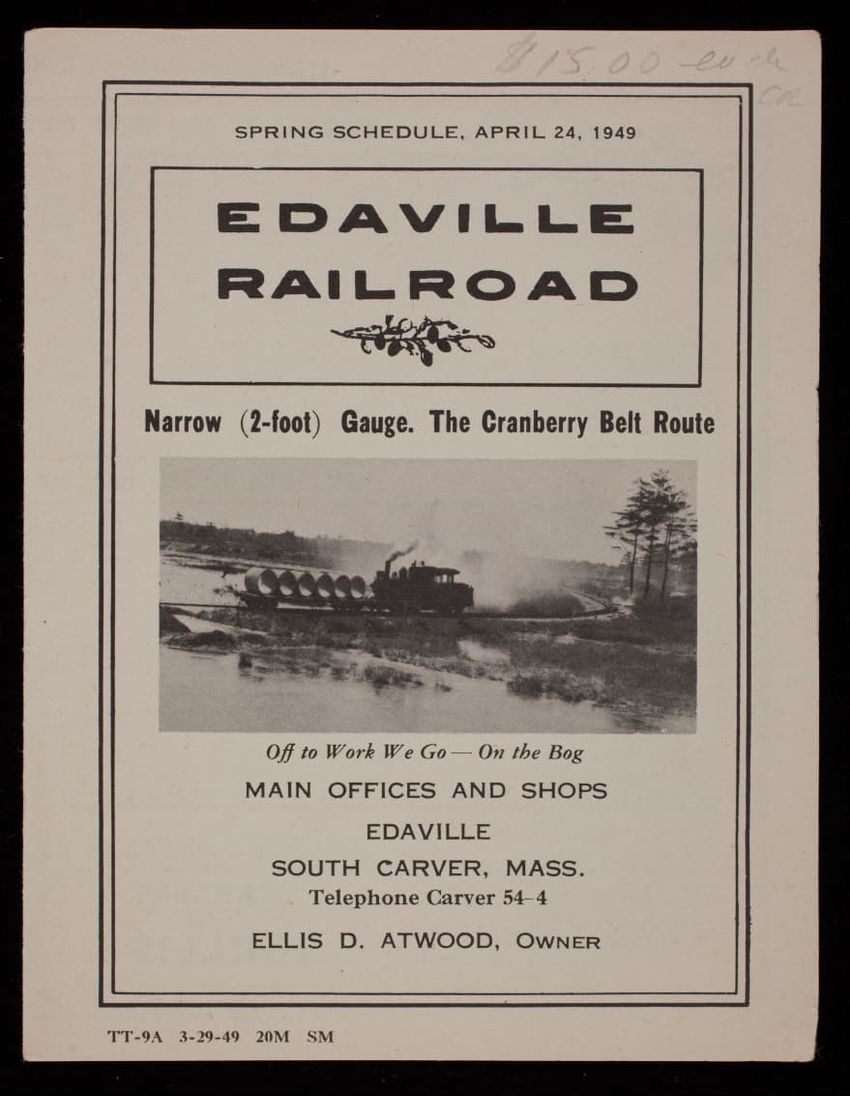 $15.00 each
SPRING SCHEDULE, APRIL 24, 1949
EDAVILLE
RAILROAD
Narrow (2-foot) Gauge. The Cranberry Belt Route
Off to Work We Go — On the Bog
MAIN OFFICES AND SHOPS
EDAVILLE
SOUTH CARVER, MASS.
Telephone Carver 54-4
ELLIS D. ATWOOD, OWNER
TT-9A 3-29-49 20M SM